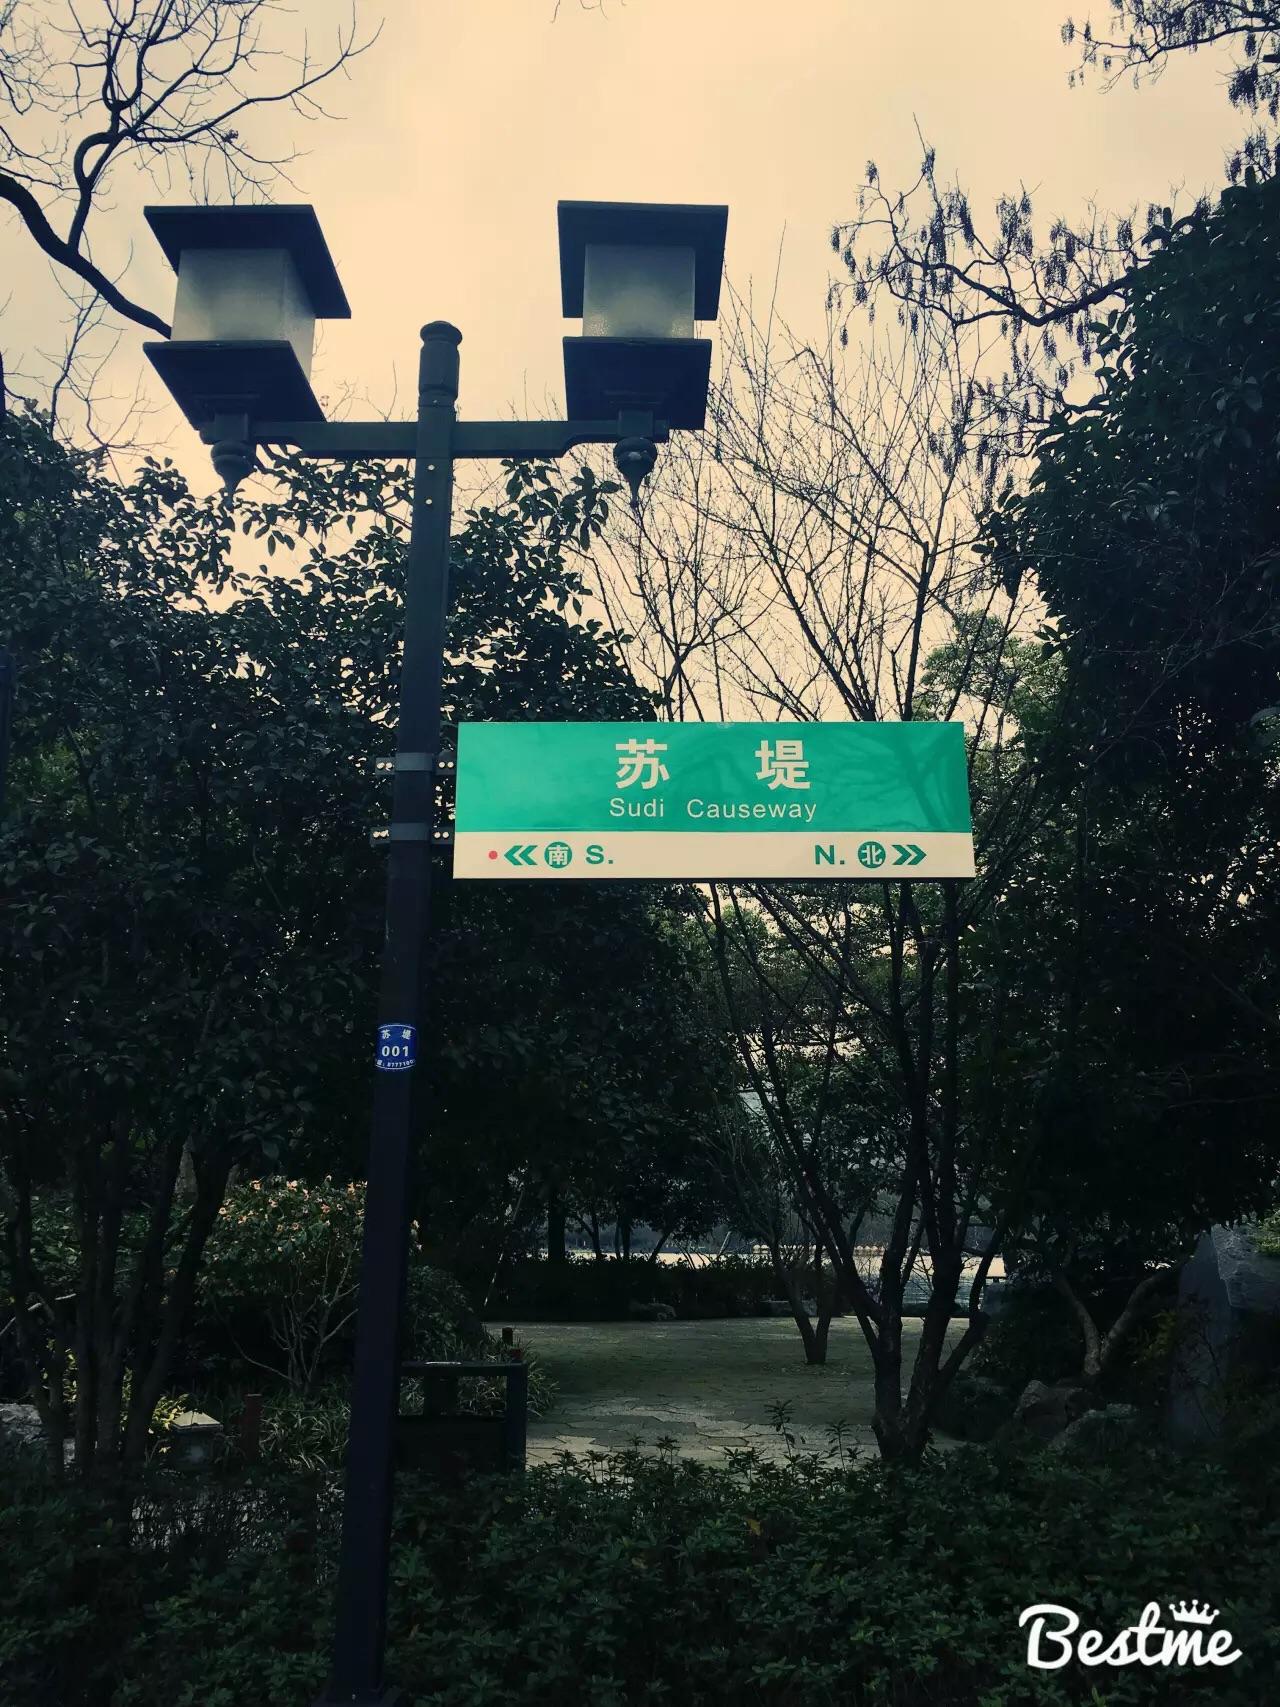 苏 堤
Sudi Causeway
南 S. N. 北
苏 堤
001
Bestme